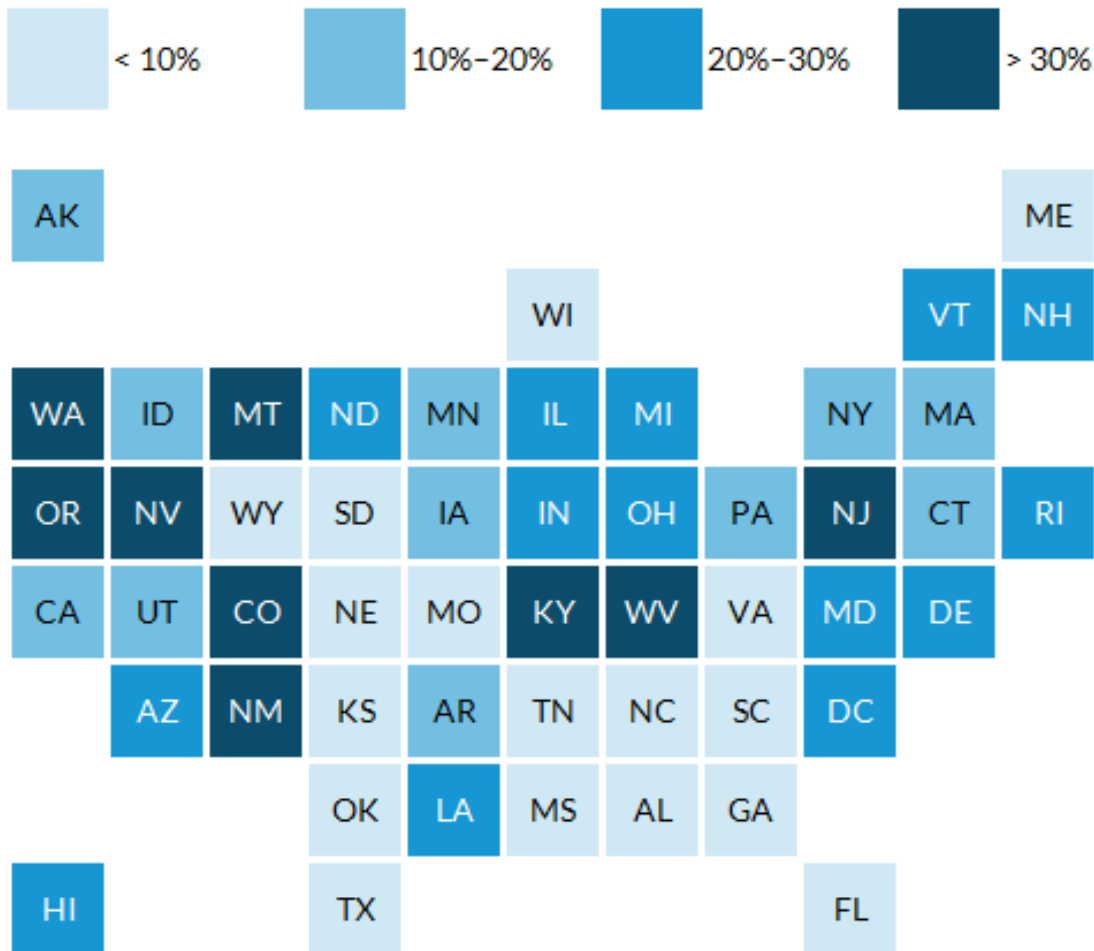 < 10% 10%–20% 20%–30% > 30%
AK ME
WI VT NH
WA ID MT ND MN IL MI NY MA
OR NV WY SD IA IN OH PA NJ CT RI
CA UT CO NE MO KY WV VA MD DE
AZ NM KS AR TN NC SC DC
OK LA MS AL GA
HI TX FL